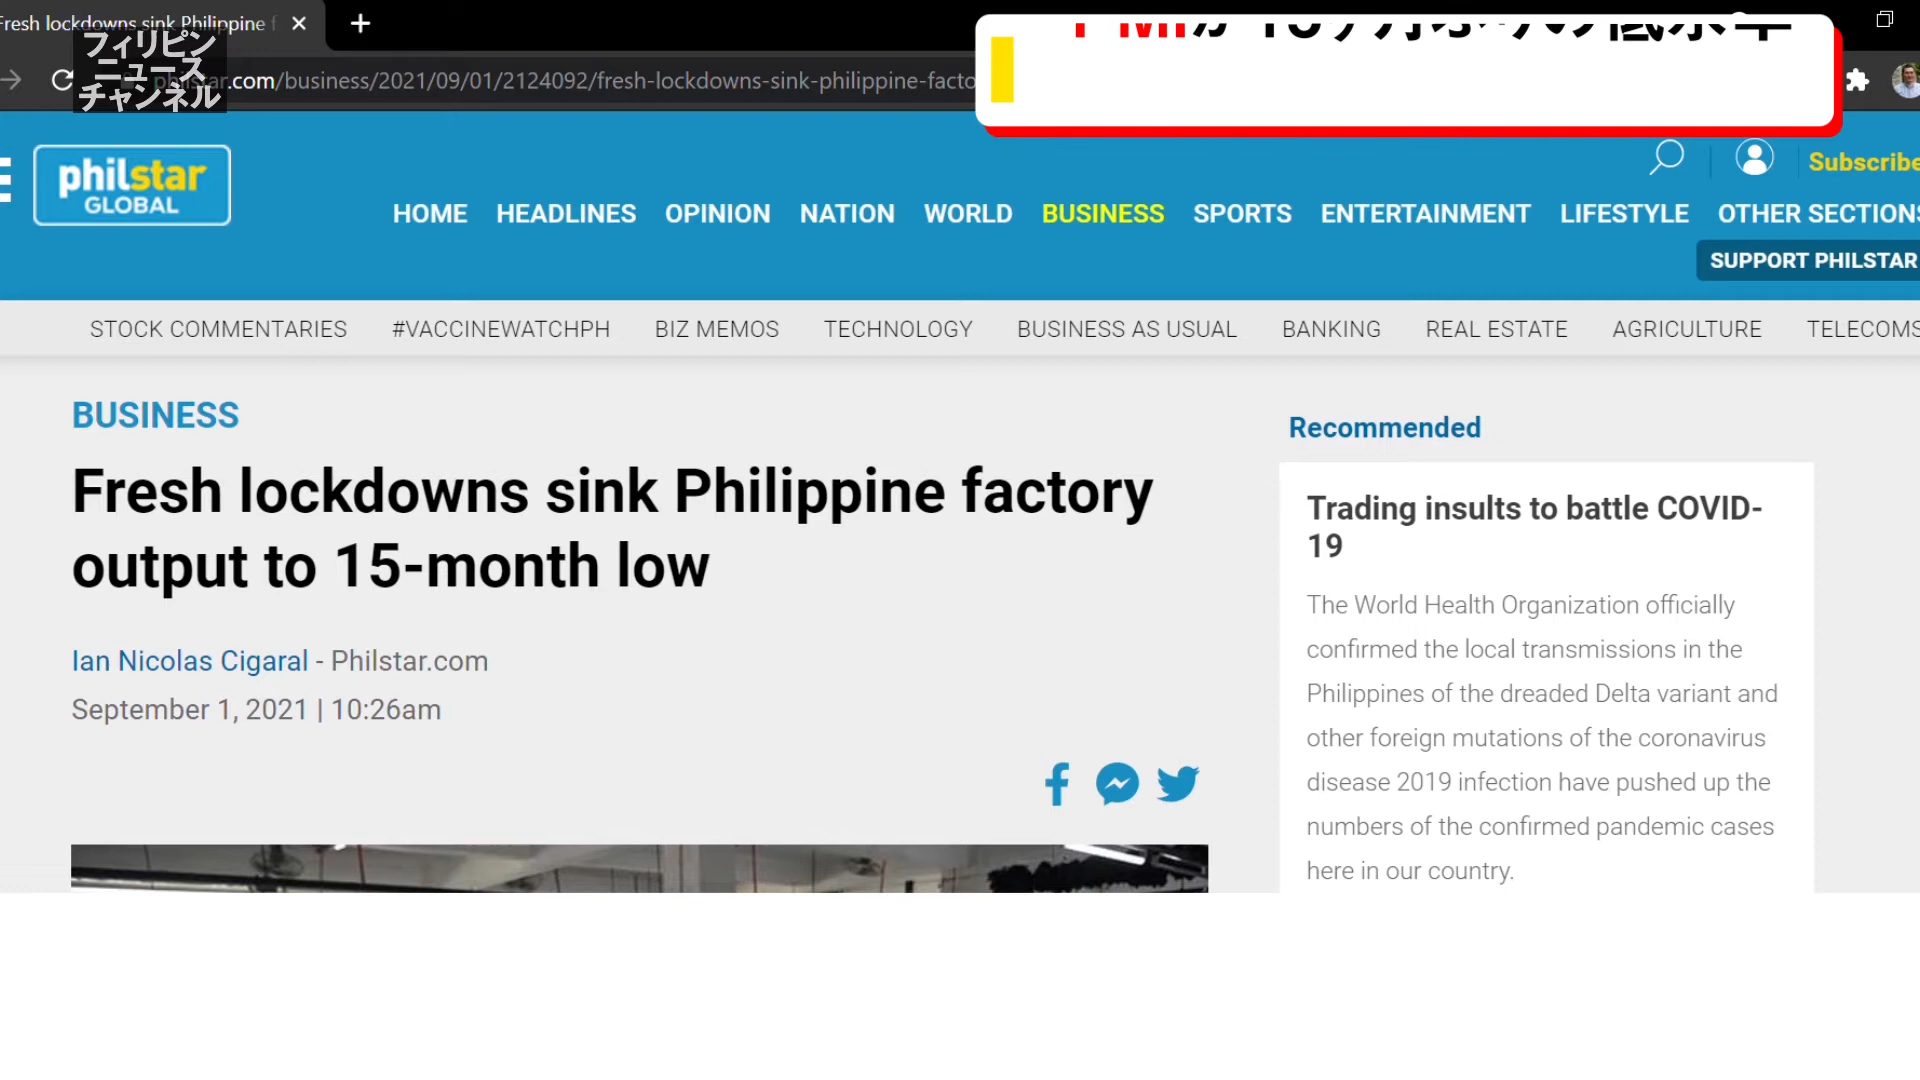 Fresh lockdowns sink Philippine f
フィリピン
ニュース
チャンネル
philstar.com/business/2021/09/01/2124092/fresh-lockdowns-sink-philippine-facto
philstar
GLOBAL
Subscribe
HOME HEADLINES OPINION NATION WORLD BUSINESS SPORTS ENTERTAINMENT LIFESTYLE OTHER SECTIONS
SUPPORT PHILSTAR
STOCK COMMENTARIES #VACCINEWATCHPH BIZ MEMOS TECHNOLOGY BUSINESS AS USUAL BANKING REAL ESTATE AGRICULTURE TELECOMS
BUSINESS
Fresh lockdowns sink Philippine factory
output to 15-month low
Ian Nicolas Cigaral - Philstar.com
September 1, 2021 | 10:26am
Recommended
Trading insults to battle COVID-
19
The World Health Organization officially
confirmed the local transmissions in the
Philippines of the dreaded Delta variant and
other foreign mutations of the coronavirus
disease 2019 infection have pushed up the
numbers of the confirmed pandemic cases
here in our country.